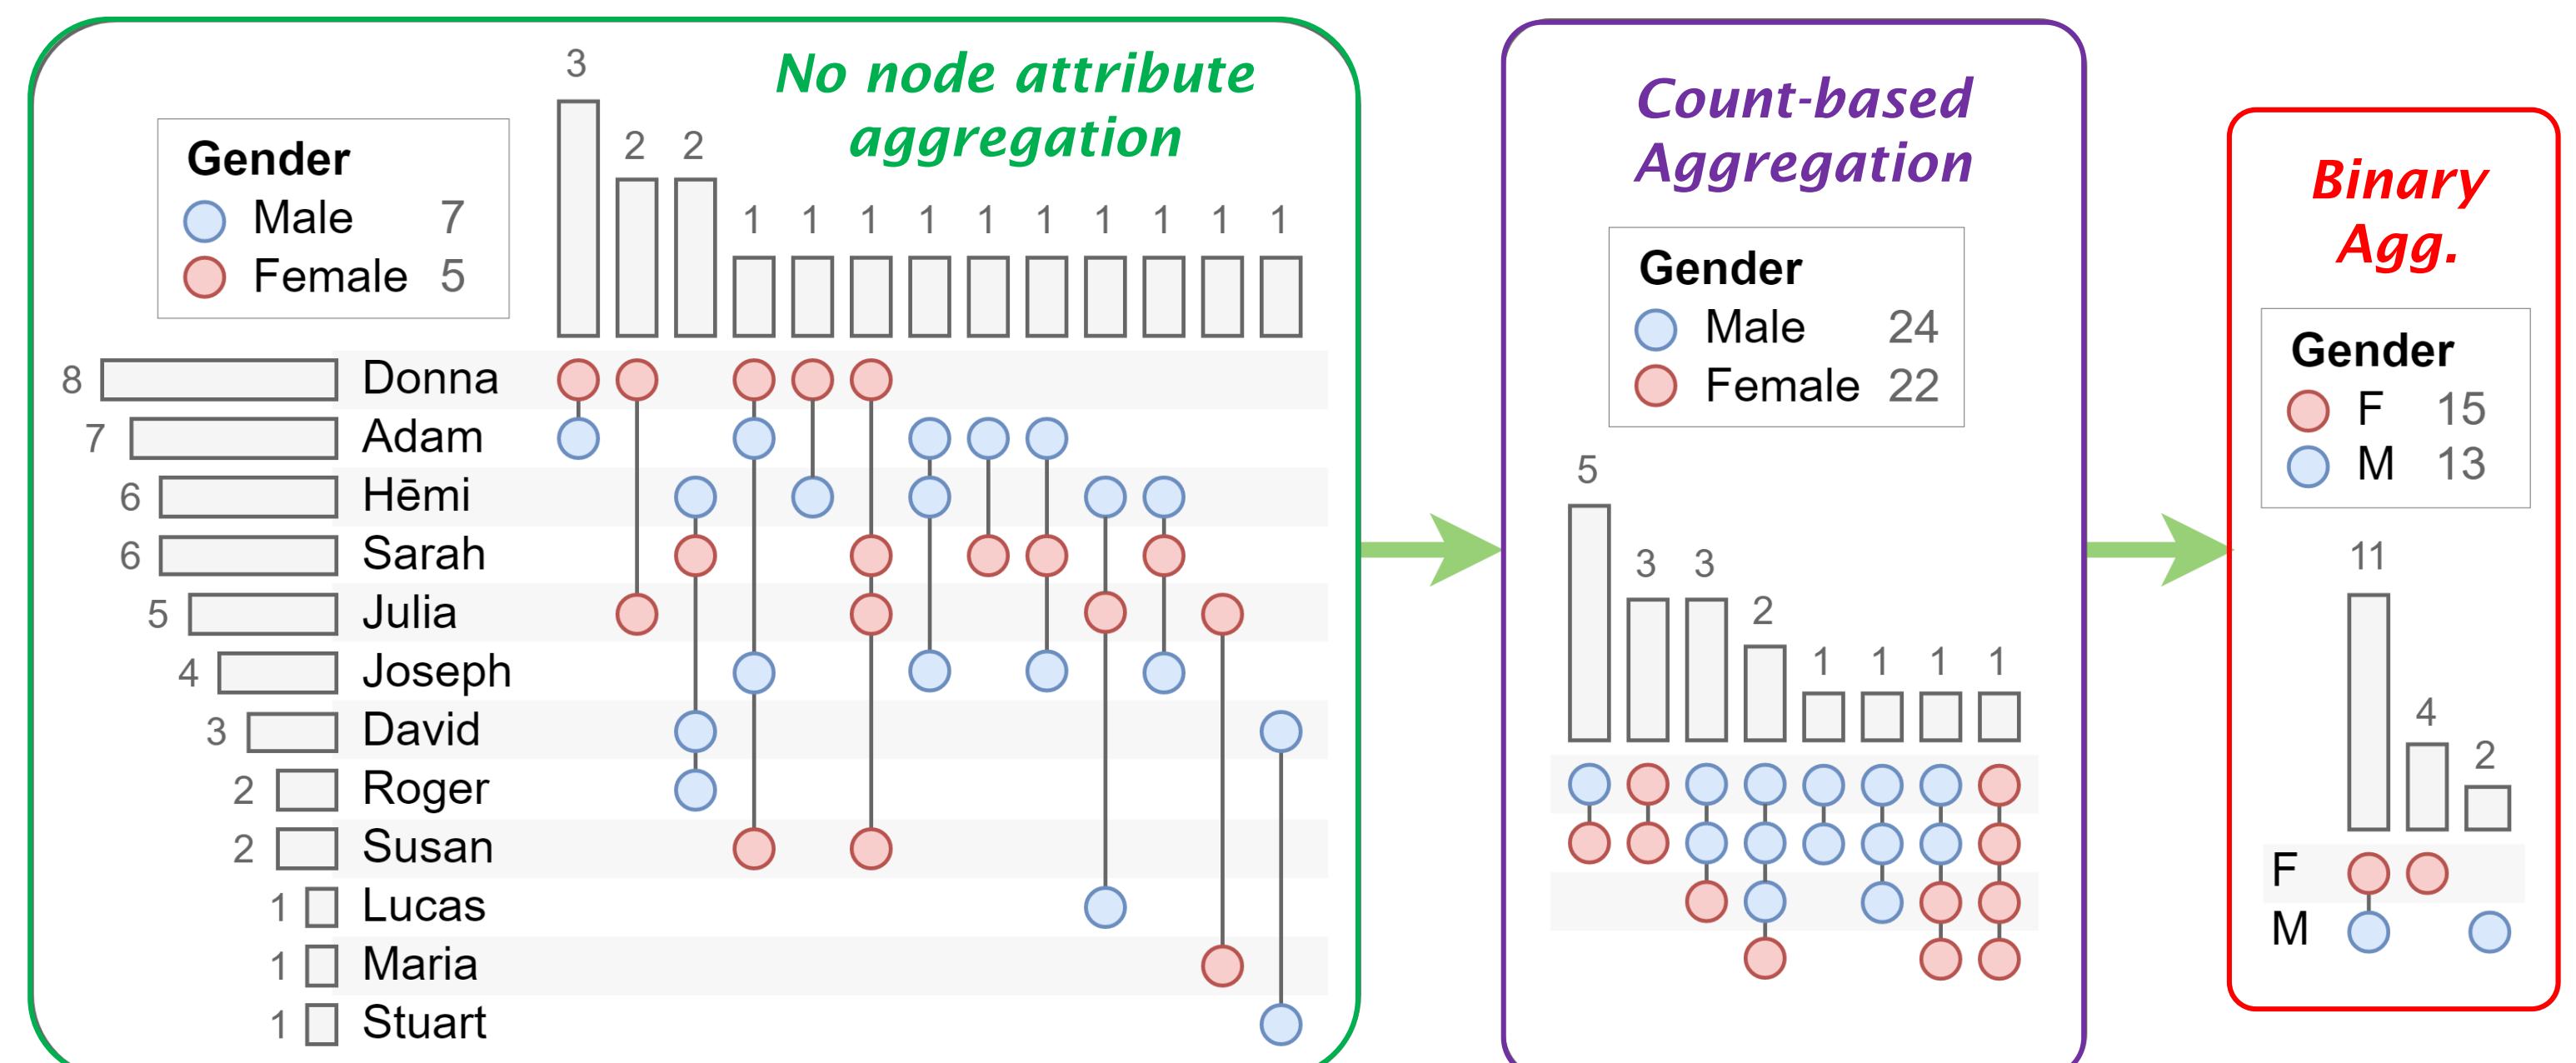 No node attribute
aggregation
Gender
Male 7
Female 5
3
2 2
1 1 1 1 1 1 1 1 1 1
8 Donna
7 Adam
6 Hēmi
6 Sarah
5 Julia
4 Joseph
3 David
2 Roger
2 Susan
1 Lucas
1 Maria
1 Stuart
Count-based
Aggregation
Gender
Male 24
Female 22
5
3 3
2
1 1 1 1
Binary
Agg.
Gender
F 15
M 13
11
4
2
F
M